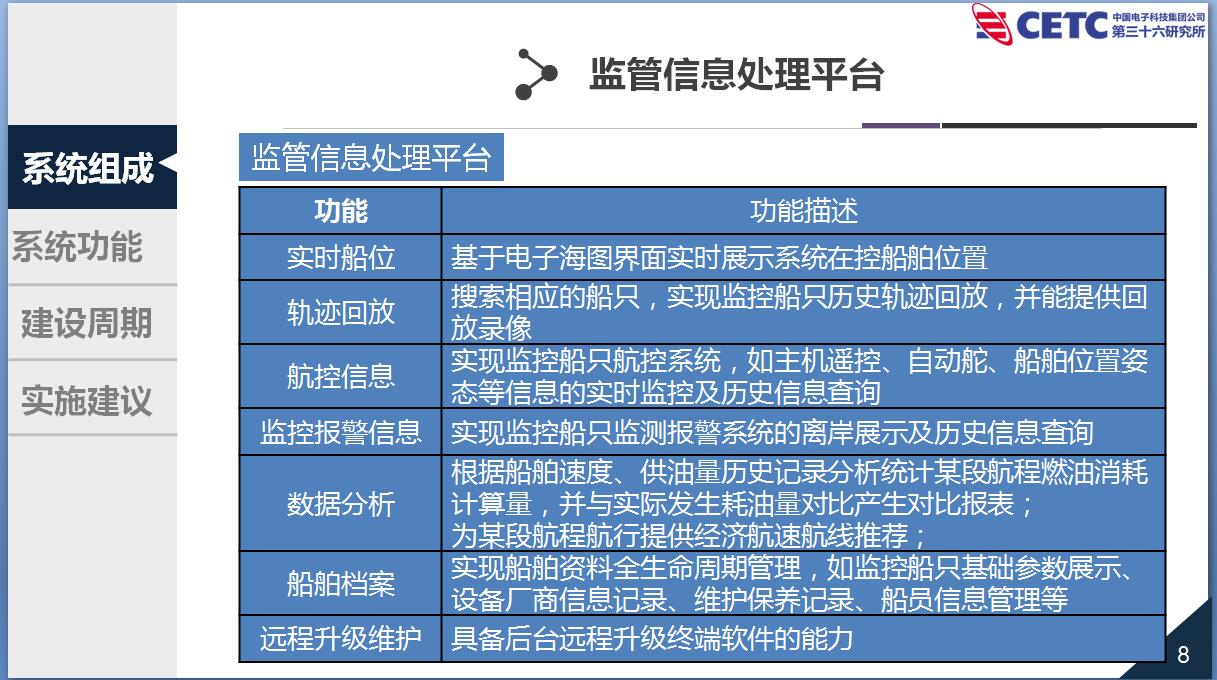 CETC 中国电子科技集团公司
第三十六研究所
监管信息处理平台
系统组成
系统功能
建设周期
实施建议
监管信息处理平台
功能 功能描述
实时船位 基于电子海图界面实时展示系统在控船舶位置
轨迹回放 搜索相应的船只，实现监控船只历史轨迹回放，并能提供回
放录像
航控信息 实现监控船只航控系统，如主机遥控、自动舵、船舶位置姿
态等信息的实时监控及历史信息查询
监控报警信息 实现监控船只监测报警系统的离岸展示及历史信息查询
数据分析 根据船舶速度、供油量历史记录分析统计某段航程燃油消耗
计算量，并与实际发生耗油量对比产生对比报表；
为某段航程航行提供经济航速航线推荐；
船舶档案 实现船舶资料全生命周期管理，如监控船只基础参数展示、
设备厂商信息记录、维护保养记录、船员信息管理等
远程升级维护 具备后台远程升级终端软件的能力
8